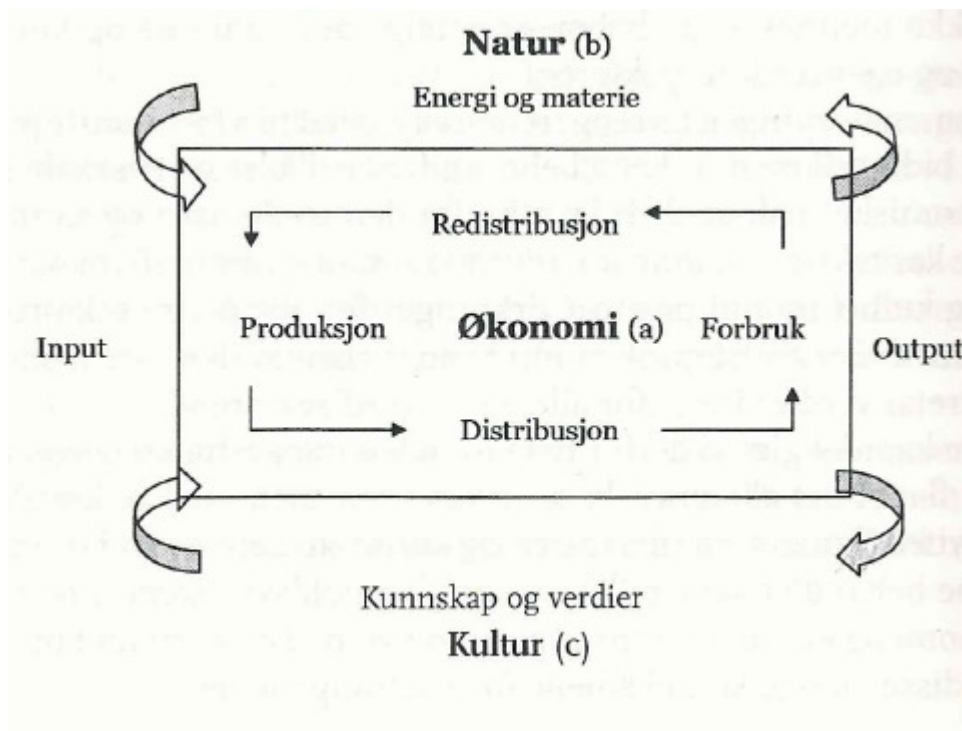 Natur (b)
Energi og materie
Redistribusjon
Input
Produksjon
Økonomi (a)
Forbruk
Output
Distribusjon
Kunnskap og verdier
Kultur (c)